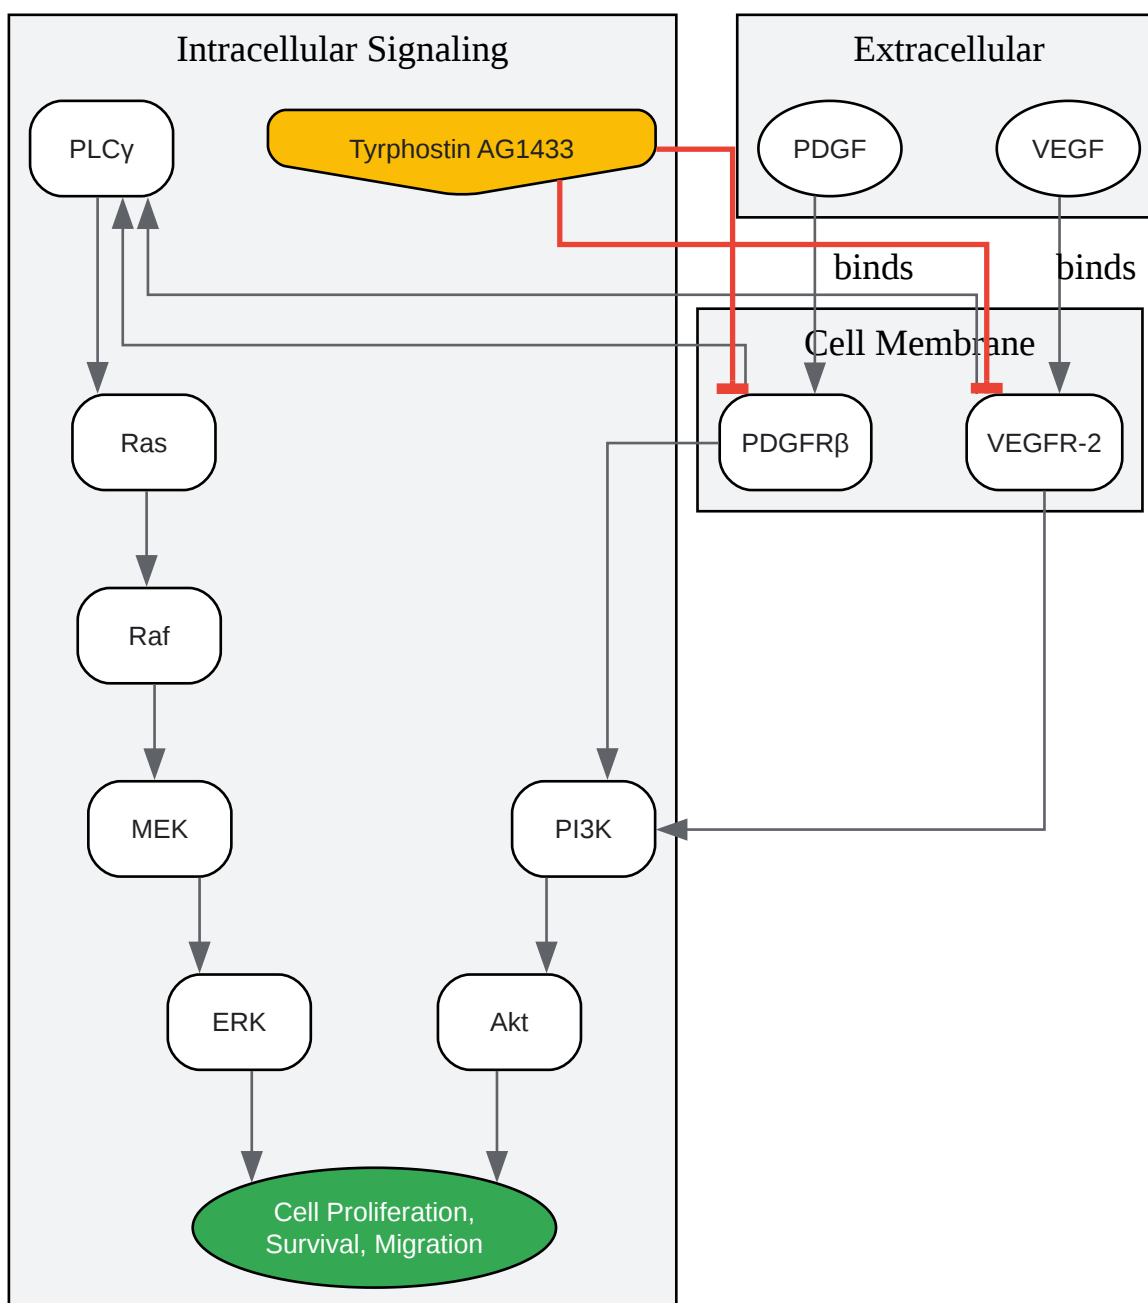 Intracellular Signaling
Extracellular
PLCγ
Tyrphostin AG1433
PDGF
VEGF
binds
binds
Cell Membrane
Ras
PDGFRβ
VEGFR-2
Raf
MEK
PI3K
ERK
Akt
Cell Proliferation,
Survival, Migration